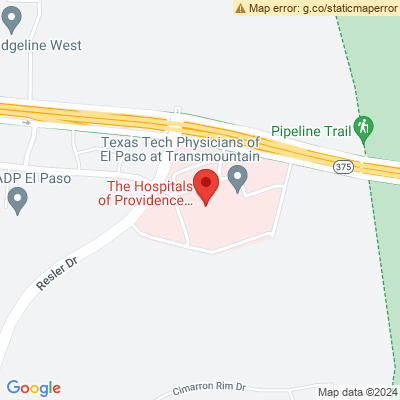 Map error: g.co/staticmaperror
dgeline West
Texas Tech Physicians of
El Paso at Transmountain
Pipeline Trail
375
ADP El Paso
The Hospitals
of Providence...
Resler Dr
Cimarron Rim Dr
Google
Map data ©2024